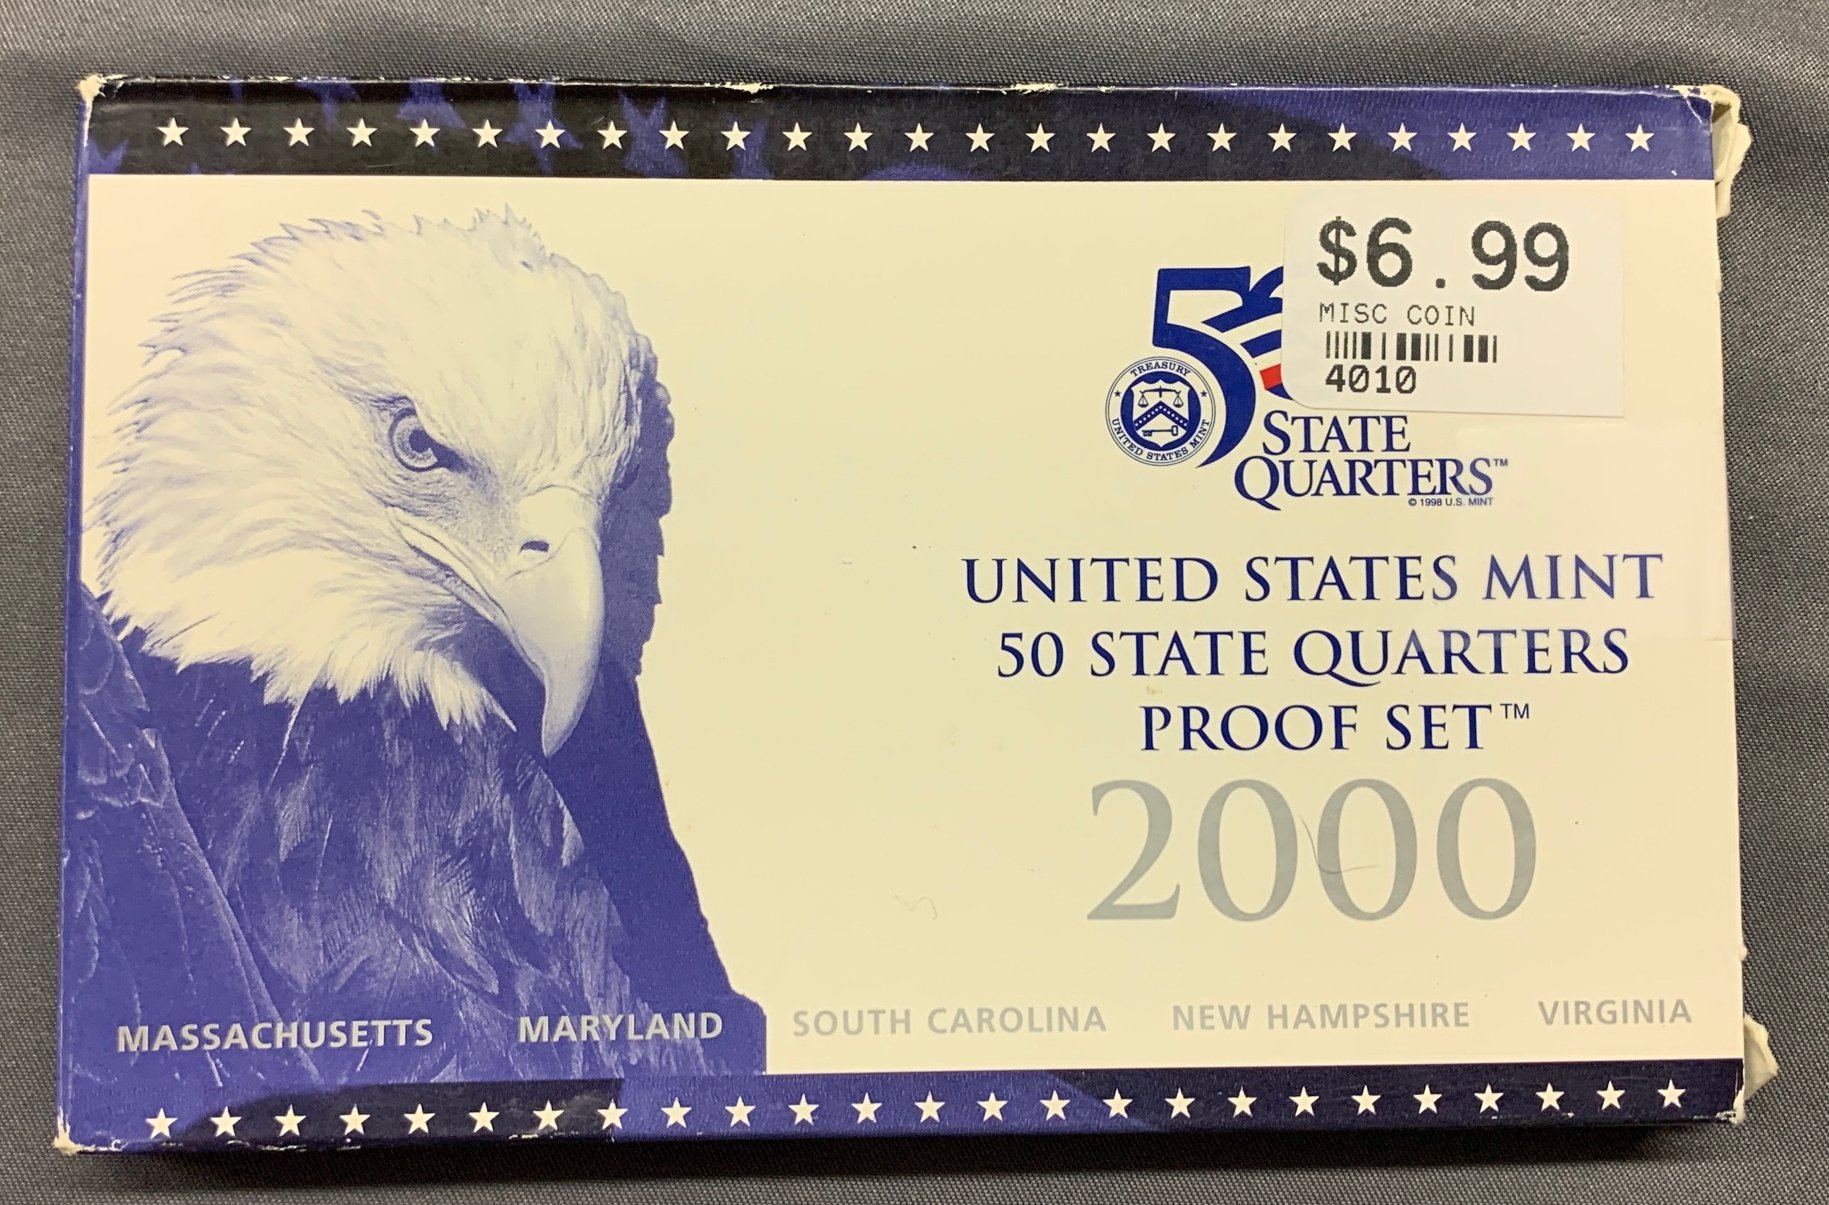 $6.99
MISC COIN
4010
5
TREASURY
UNITED STATES MINT
STATE
QUARTERS™
© 1998 U.S. MINT
UNITED STATES MINT
50 STATE QUARTERS
PROOF SET™
2000
MASSACHUSETTS MARYLAND SOUTH CAROLINA NEW HAMPSHIRE VIRGINIA